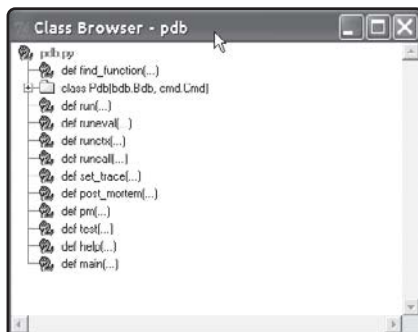 Class Browser - pdb
pdb.py
def find_function(...)
class Pdb(bdb.Bdb, cmd.Cmd)
def run(...)
def runeval(...)
def runctx(...)
def runcall(...)
def set_trace(...)
def post_mortem(...)
def pm(...)
def test(...)
def help(...)
def main(...)